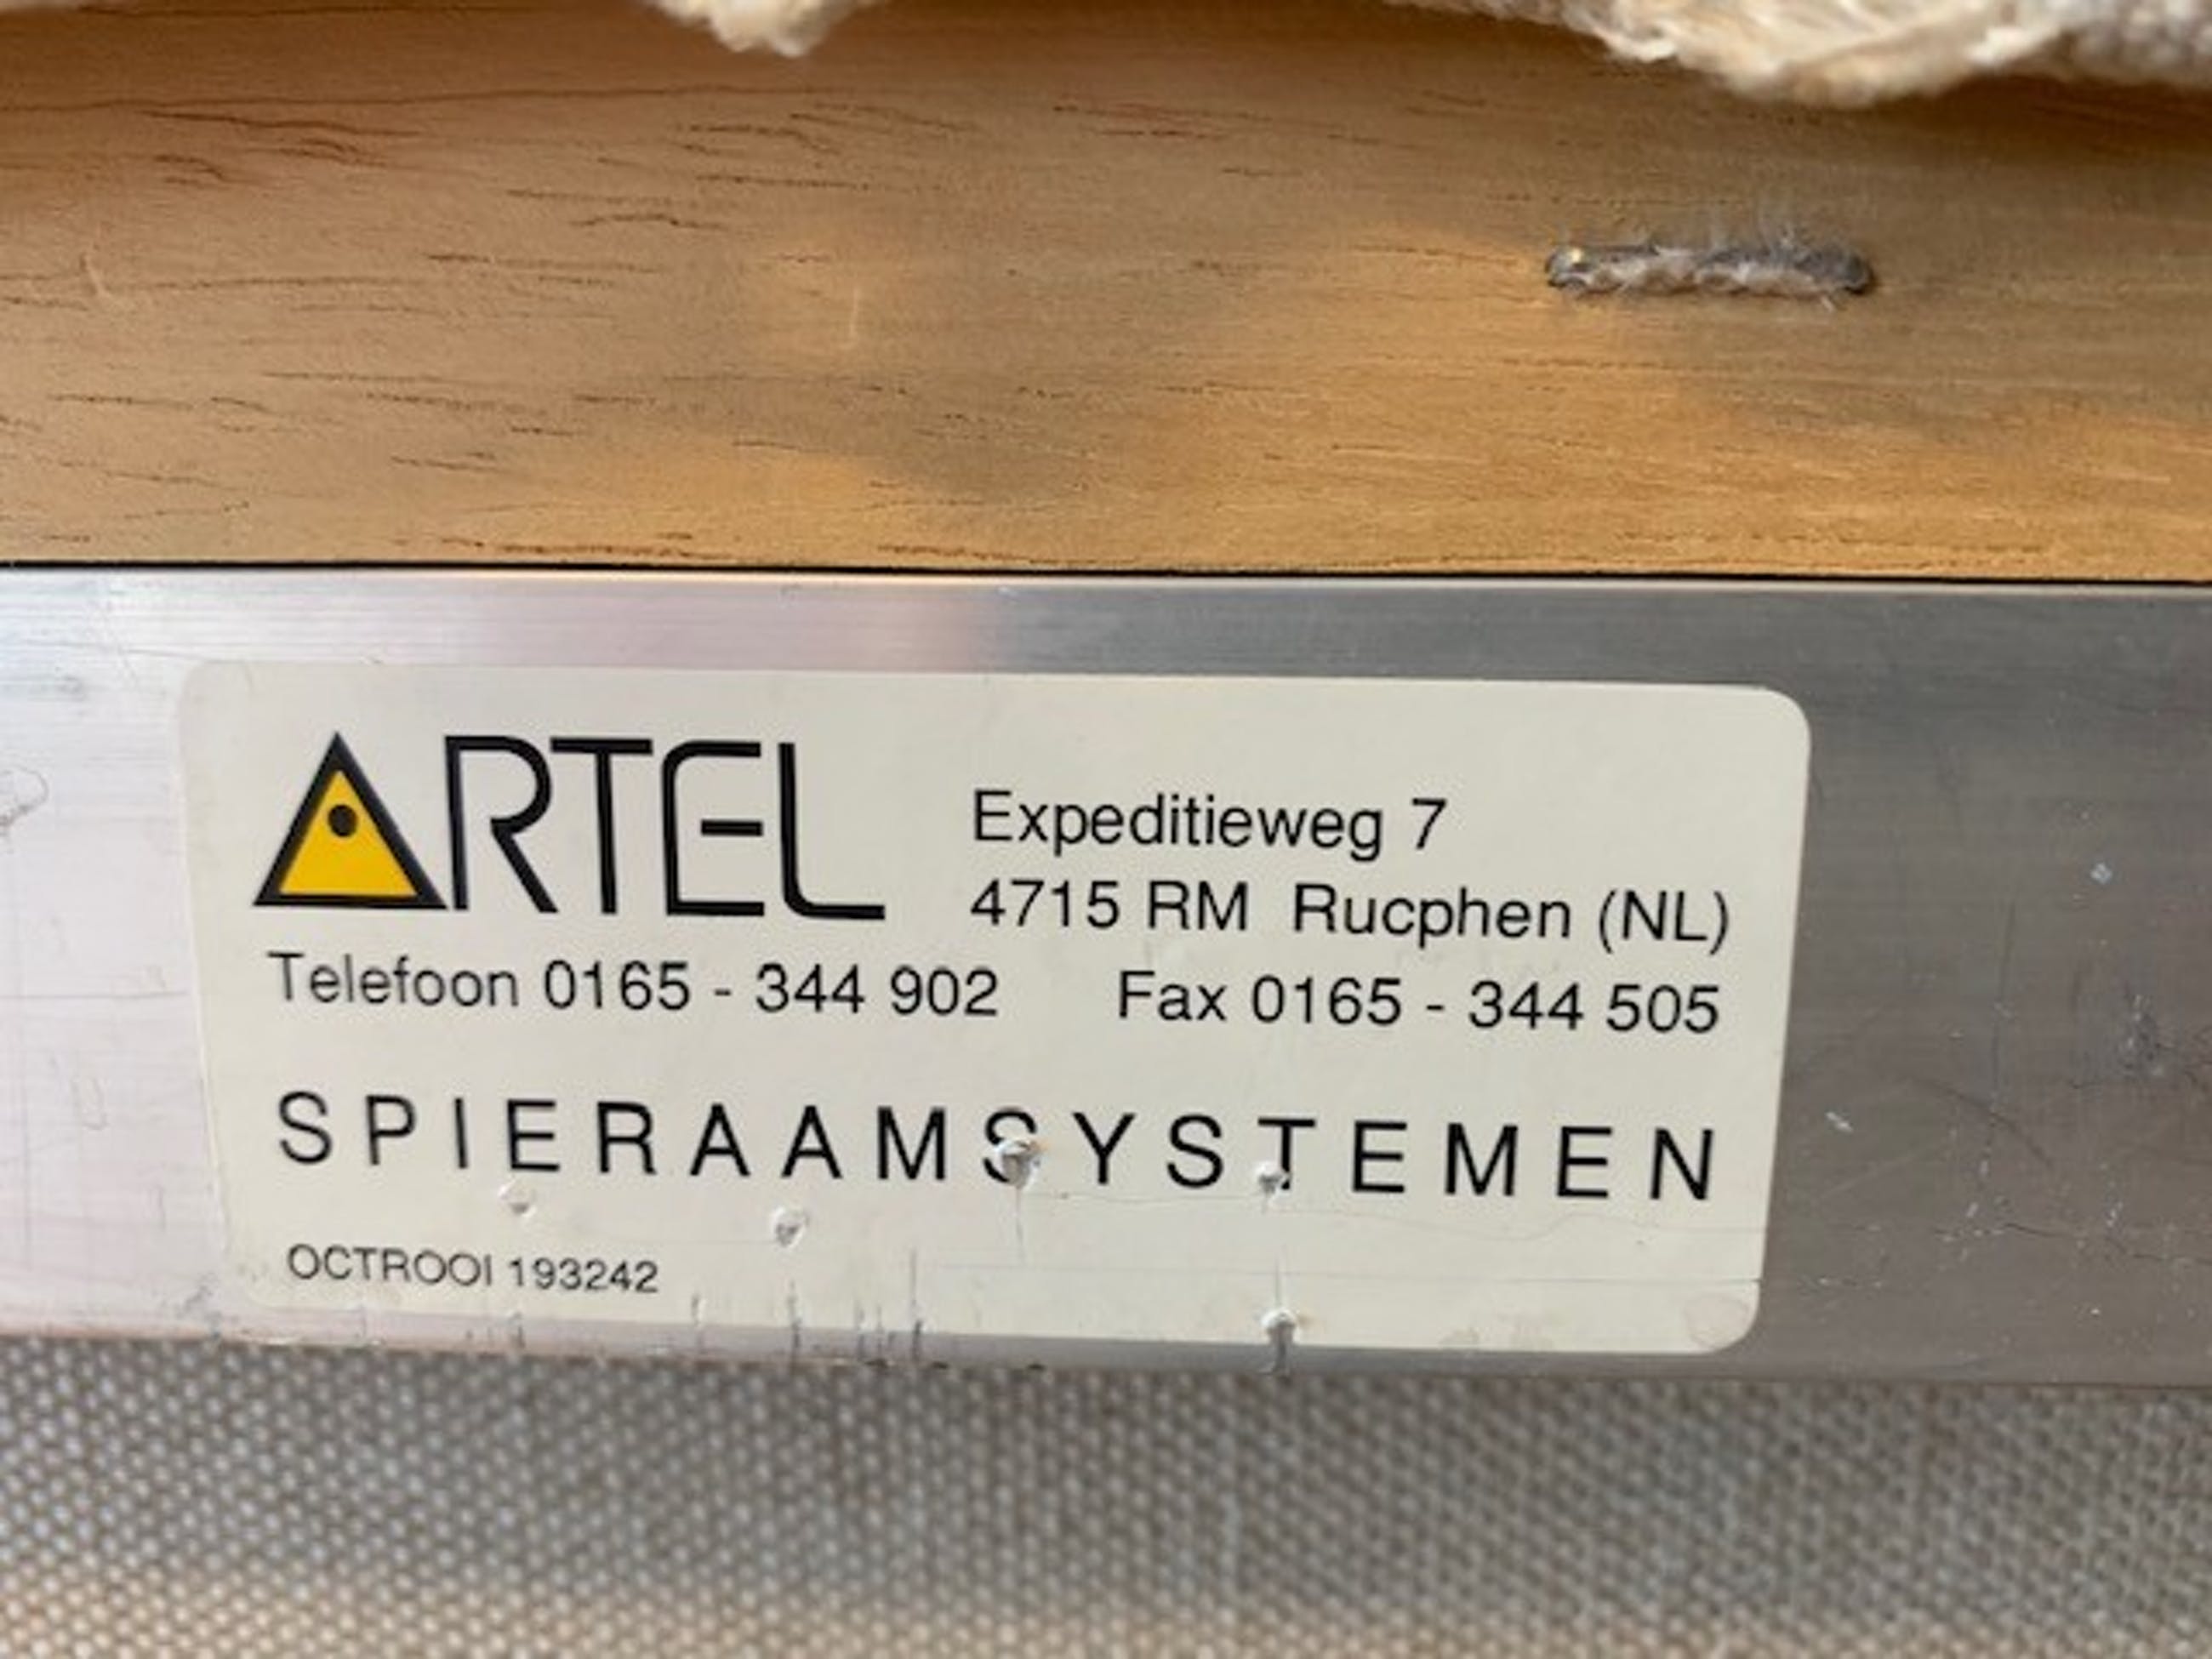 ARTEL
Expeditieweg 7
4715 RM Rucphen (NL)
Telefoon 0165 - 344 902 Fax 0165 - 344 505
SPIERAAMSYSTEMEN
OCTROOI 193242